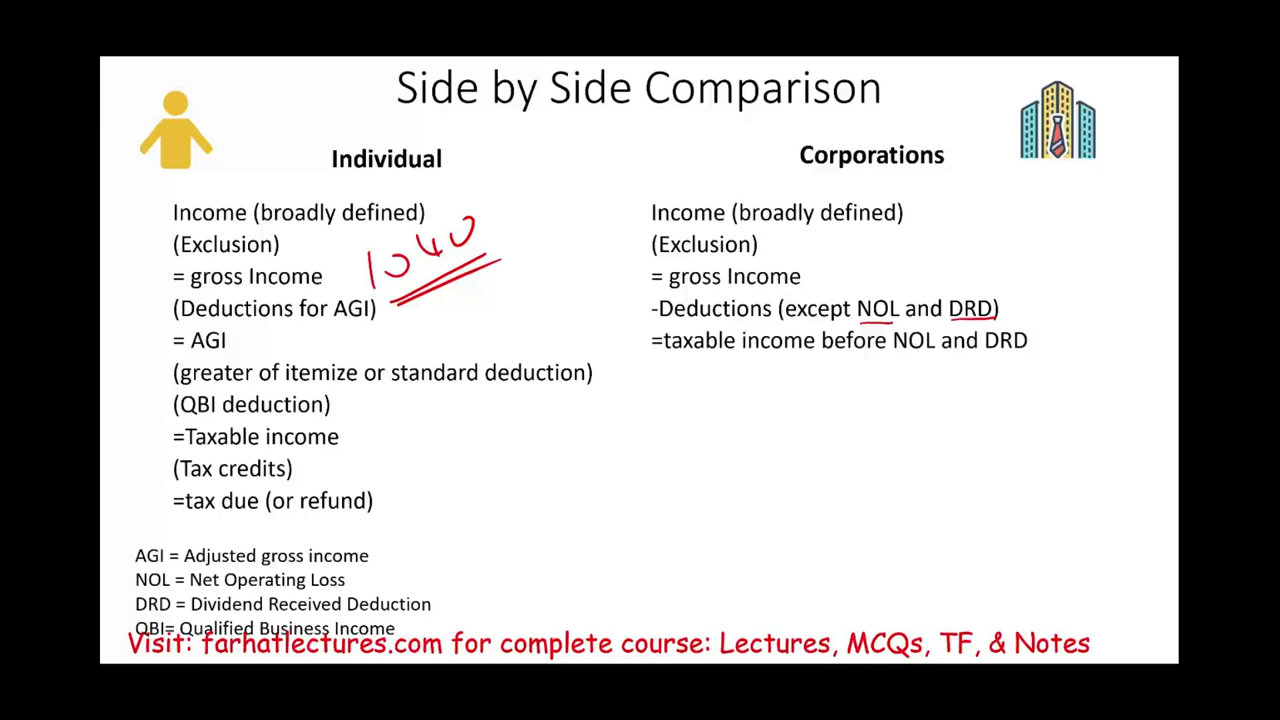 Side by Side Comparison
Individual
Income (broadly defined)
(Exclusion)
= gross Income
(Deductions for AGI)
= AGI
(greater of itemize or standard deduction)
(QBI deduction)
=Taxable income
(Tax credits)
=tax due (or refund)
1040
Corporations
Income (broadly defined)
(Exclusion)
= gross Income
-Deductions (except NOL and DRD)
=taxable income before NOL and DRD
AGI = Adjusted gross income
NOL = Net Operating Loss
DRD = Dividend Received Deduction
QBI= Qualified Business Income
Visit: farhatlectures.com for complete course: Lectures, MCQs, TF, & Notes